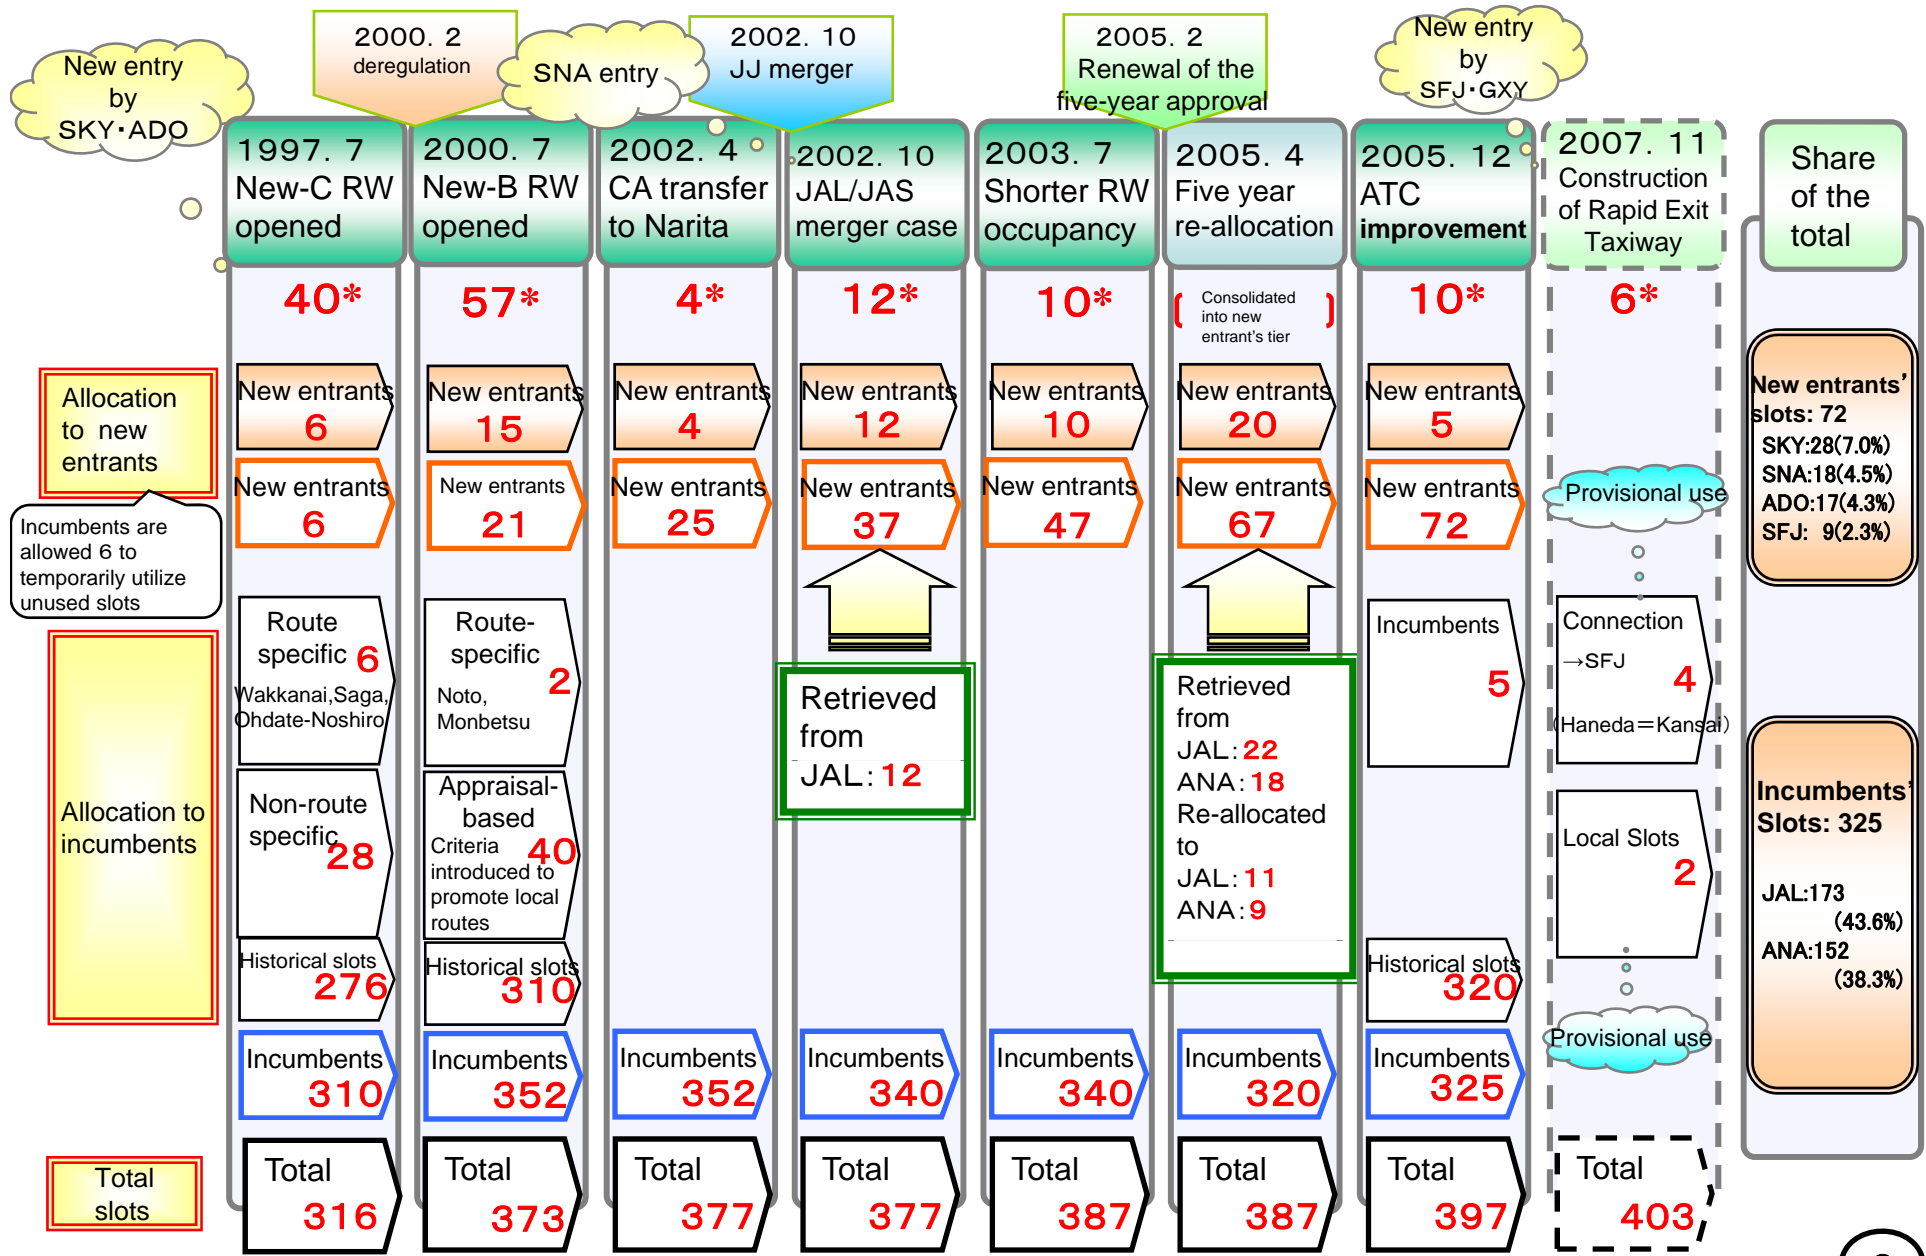 New entry
by
SKY・ADO
2000. 2
deregulation
SNA entry
2002. 10
JJ merger
2005. 2
Renewal of the
five-year approval
New entry
by
SFJ・GXY
1997. 7
New-C RW
opened
2000. 7
New-B RW
opened
2002. 4
CA transfer
to Narita
2002. 10
JAL/JAS
merger case
2003. 7
Shorter RW
occupancy
2005. 4
Five year
re-allocation
2005. 12
ATC
improvement
2007. 11
Construction
of Rapid Exit
Taxiway
Share
of the
total
40*
57*
4*
12*
10*
Consolidated
into new
entrant's tier
10*
6*
Allocation
to new
entrants
New entrants
6
New entrants
15
New entrants
4
New entrants
12
New entrants
10
New entrants
20
New entrants
5
New entrants
6
New entrants
21
New entrants
25
New entrants
37
New entrants
47
New entrants
67
New entrants
72
Provisional use
New entrants’
slots: 72
SKY:28(7.0%)
SNA:18(4.5%)
ADO:17(4.3%)
SFJ: 9(2.3%)
Incumbents are
allowed 6 to
temporarily utilize
unused slots
Allocation to
incumbents
Route
specific 6
Wakkanai,Saga,
Ohdate-Noshiro
Non-route
specific
28
Historical slots
276
Route-
specific
2
Noto,
Monbetsu
Appraisal-
based
Criteria 40
introduced to
promote local
routes
Historical slots
310
Retrieved
from
JAL:12
Retrieved
from
JAL:22
ANA:18
Re-allocated
to
JAL:11
ANA:9
Incumbents
5
Historical slots
320
Connection
→SFJ
4
(Haneda＝Kansai)
Local Slots
2
Provisional use
Incumbents’
Slots: 325
JAL:173
(43.6%)
ANA:152
(38.3%)
Incumbents
310
Incumbents
352
Incumbents
352
Incumbents
340
Incumbents
340
Incumbents
320
Incumbents
325
Total
slots
Total
316
Total
373
Total
377
Total
377
Total
387
Total
387
Total
397
Total
403